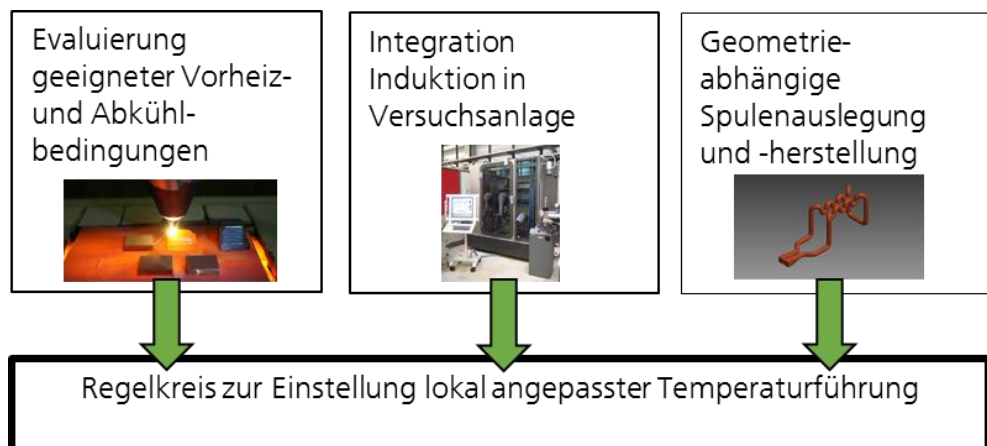 Evaluierung
geeigneter Vorheiz-
und Abkühl-
bedingungen
Integration
Induktion in
Versuchsanlage
Geometrie-
abhängige
Spulenauslegung
und -herstellung
Regelkreis zur Einstellung lokal angepasster Temperaturführung